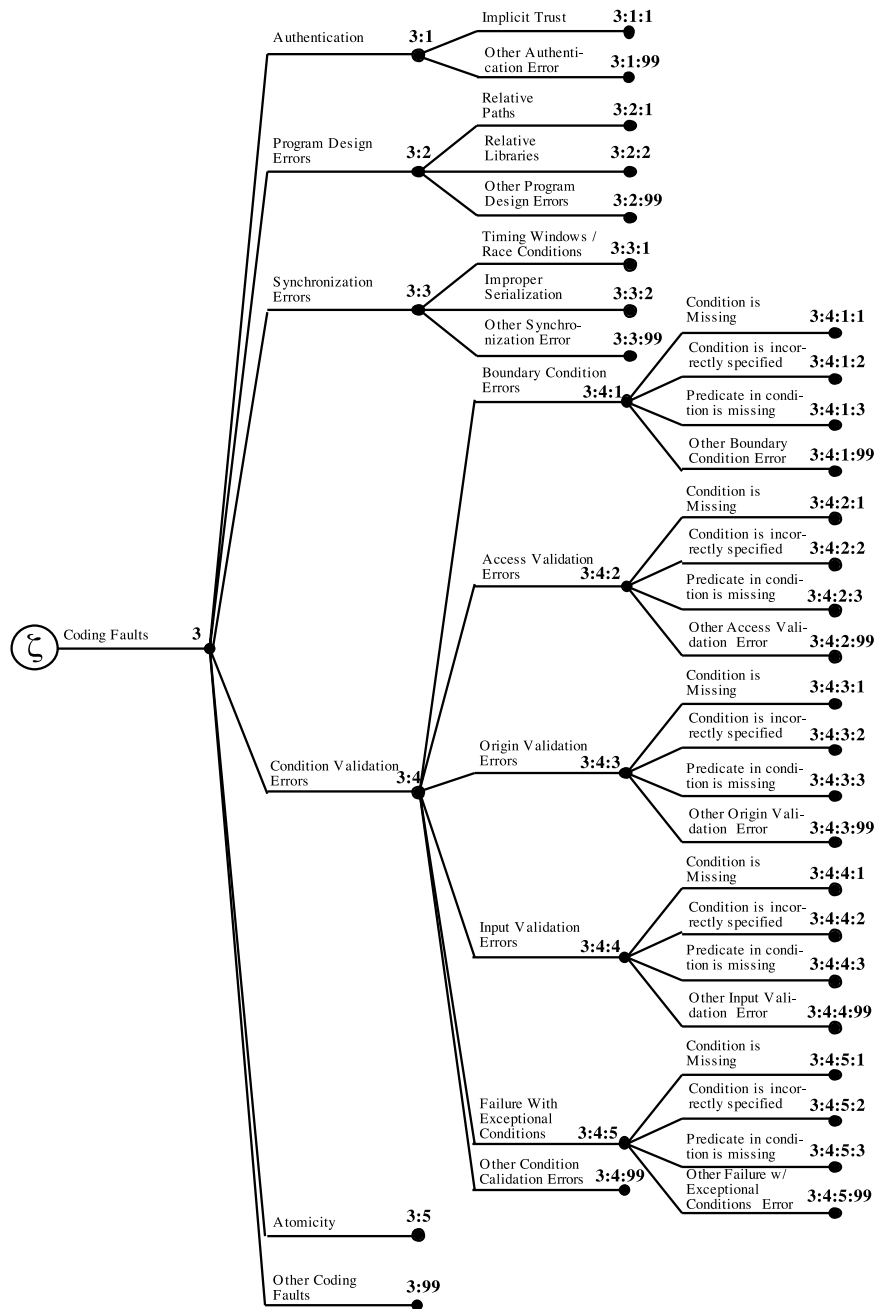 Implicit Trust 3:1:1
Authentication 3:1
Other Authenti-
cation Error 3:1:99
Relative
Paths 3:2:1
Program Design
Errors 3:2
Relative
Libraries 3:2:2
Other Program
Design Errors 3:2:99
Timing Windows /
Race Conditions 3:3:1
Synchronization
Errors 3:3
Improper
Serialization 3:3:2
Other Synchro-
nization Error 3:3:99
Boundary Condition
Errors 3:4:1
Condition is
Missing 3:4:1:1
Condition is incor-
rectly specified 3:4:1:2
Predicate in condi-
tion is missing 3:4:1:3
Other Boundary
Condition Error 3:4:1:99
Access Validation
Errors 3:4:2
Condition is
Missing 3:4:2:1
Condition is incor-
rectly specified 3:4:2:2
Predicate in condi-
tion is missing 3:4:2:3
Other Access Vali-
dation Error 3:4:2:99
ζ Coding Faults 3
Condition Validation
Errors 3:4
Origin Validation
Errors 3:4:3
Condition is
Missing 3:4:3:1
Condition is incor-
rectly specified 3:4:3:2
Predicate in condi-
tion is missing 3:4:3:3
Other Origin Vali-
dation Error 3:4:3:99
Input Validation
Errors 3:4:4
Condition is
Missing 3:4:4:1
Condition is incor-
rectly specified 3:4:4:2
Predicate in condi-
tion is missing 3:4:4:3
Other Input Vali-
dation Error 3:4:4:99
Failure With
Exceptional
Conditions 3:4:5
Condition is
Missing 3:4:5:1
Condition is incor-
rectly specified 3:4:5:2
Predicate in condi-
tion is missing 3:4:5:3
Other Failure w/
Exceptional
Conditions Error 3:4:5:99
Other Condition
Calidation Errors 3:4:99
Atomicity 3:5
Other Coding
Faults 3:99